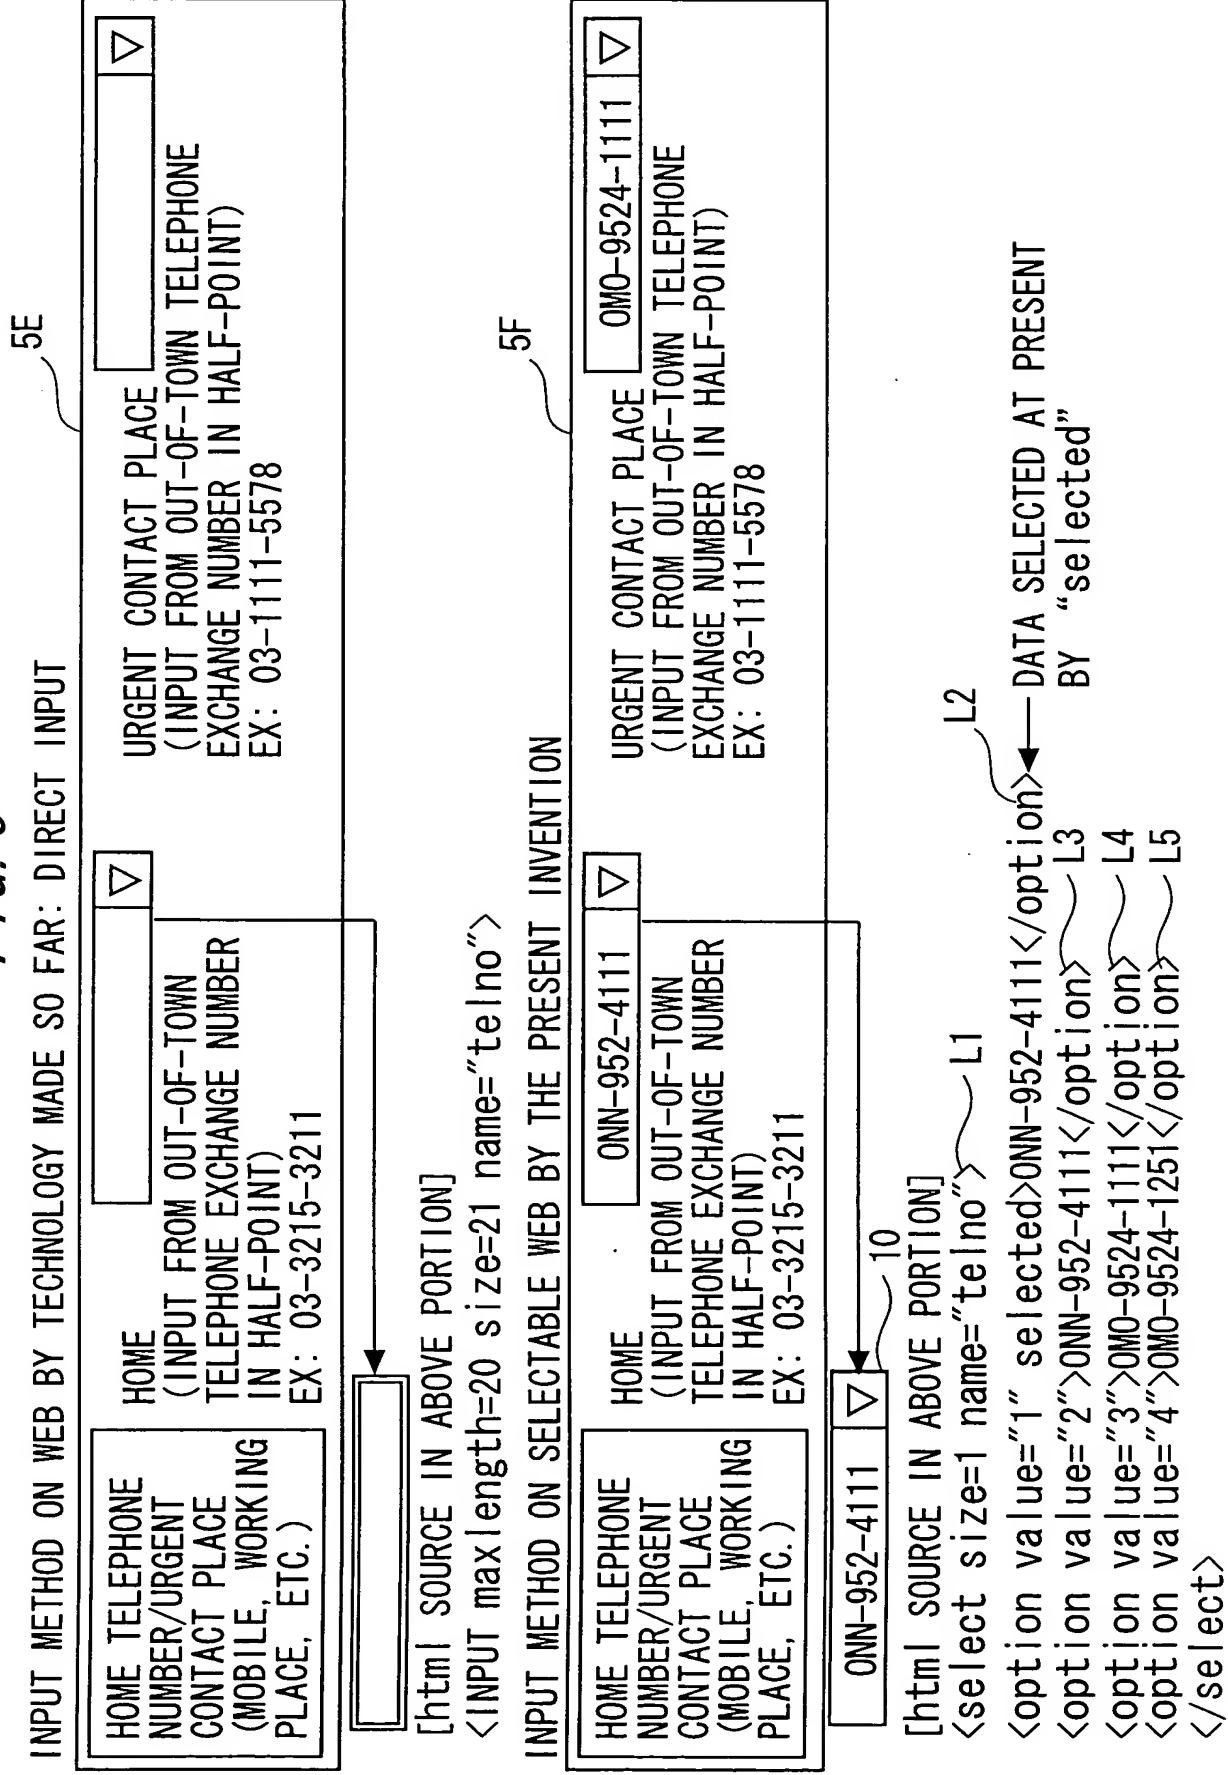 INPUT METHOD ON WEB BY TECHNOLOGY MADE SO FAR: DIRECT INPUT
5E
HOME TELEPHONE
NUMBER/URGENT
CONTACT PLACE
(MOBILE, WORKING
PLACE, ETC.)
HOME
(INPUT FROM OUT-OF-TOWN
TELEPHONE EXCHANGE NUMBER
IN HALF-POINT)
EX: 03-3215-3211
URGENT CONTACT PLACE
(INPUT FROM OUT-OF-TOWN TELEPHONE
EXCHANGE NUMBER IN HALF-POINT)
EX: 03-1111-5578
[html SOURCE IN ABOVE PORTION]
<INPUT maxlength=20 size=21 name="telno">
INPUT METHOD ON SELECTABLE WEB BY THE PRESENT INVENTION
5F
HOME TELEPHONE
NUMBER/URGENT
CONTACT PLACE
(MOBILE, WORKING
PLACE, ETC.)
HOME
0NN-952-4111
(INPUT FROM OUT-OF-TOWN
TELEPHONE EXCHANGE NUMBER
IN HALF-POINT)
EX: 03-3215-3211
URGENT CONTACT PLACE
0M0-9524-1111
(INPUT FROM OUT-OF-TOWN TELEPHONE
EXCHANGE NUMBER IN HALF-POINT)
EX: 03-1111-5578
0NN-952-4111
10
[html SOURCE IN ABOVE PORTION]
<select size=1 name="telno"> L1
<option value="1" selected>0NN-952-4111</option> L2
DATA SELECTED AT PRESENT
BY "selected"
<option value="2">0NN-952-4111</option> L3
<option value="3">0M0-9524-1111</option> L4
<option value="4">0M0-9524-1251</option> L5
</select>